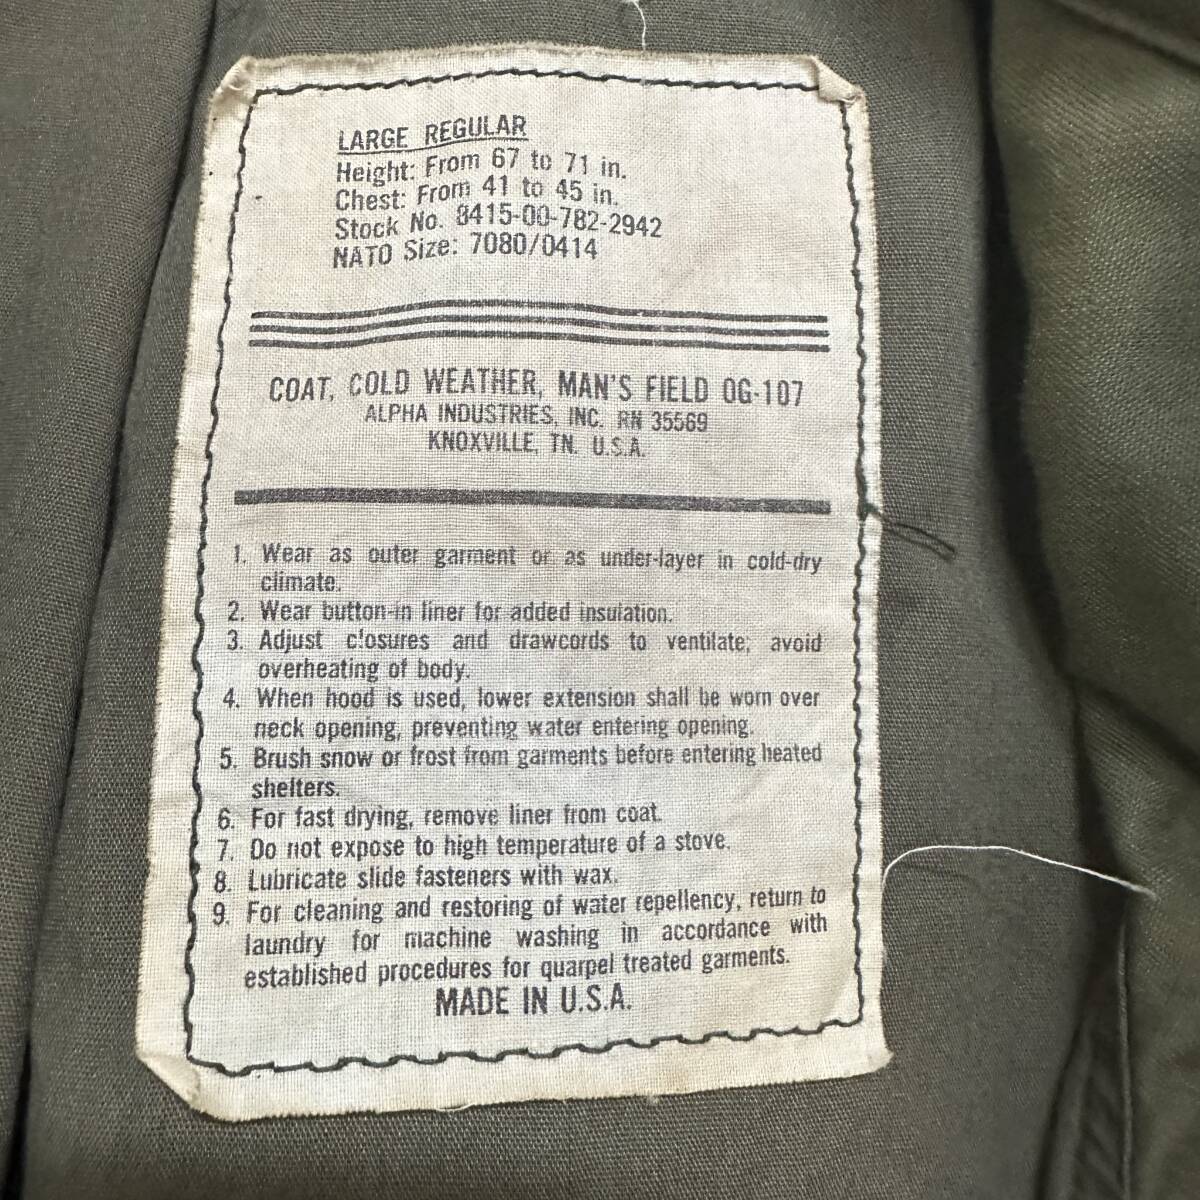 LARGE REGULAR
Height: From 67 to 71 in.
Chest: From 41 to 45 in.
Stock No. 8415-00-782-2942
NATO Size: 7080/0414
COAT, COLD WEATHER, MAN'S FIELD OG-107
ALPHA INDUSTRIES, INC. RN 35569
KNOXVILLE, TN. U.S.A.
1. Wear as outer garment or as under-layer in cold-dry
climate.
2. Wear button-in liner for added insulation.
3. Adjust closures and drawcords to ventilate; avoid
overheating of body.
4. When hood is used, lower extension shall be worn over
neck opening, preventing water entering opening.
5. Brush snow or frost from garments before entering heated
shelters.
6. For fast drying, remove liner from coat.
7. Do not expose to high temperature of a stove.
8. Lubricate slide fasteners with wax.
9. For cleaning and restoring of water repellency, return to
laundry for machine washing in accordance with
established procedures for quarpel treated garments.
MADE IN U.S.A.